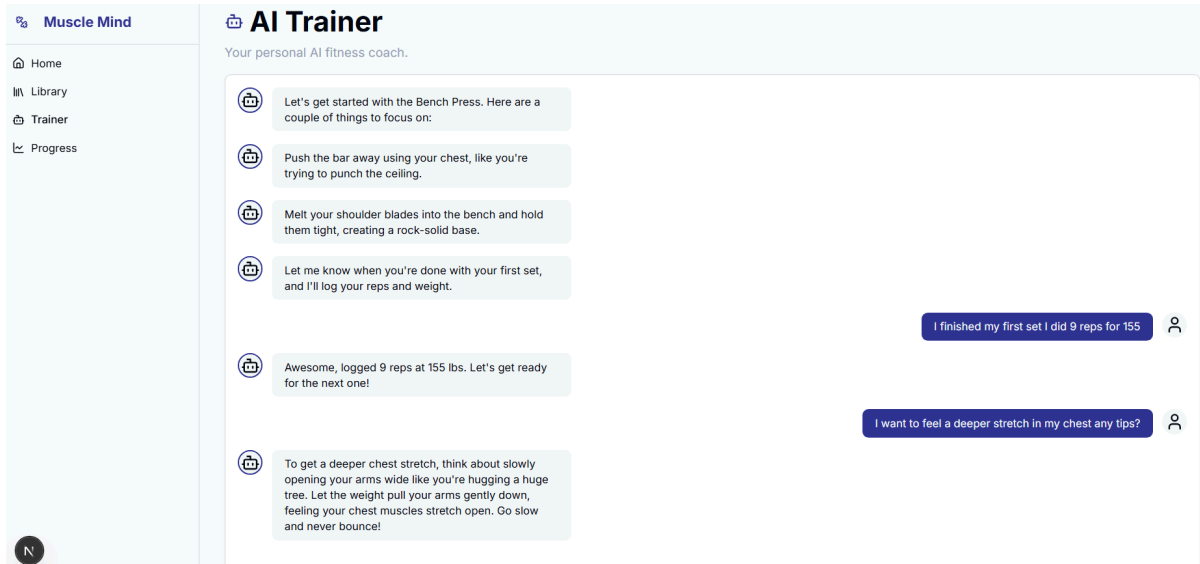 Muscle Mind
Home
Library
Trainer
Progress
AI Trainer
Your personal AI fitness coach.
Let's get started with the Bench Press. Here are a
couple of things to focus on:
Push the bar away using your chest, like you're
trying to punch the ceiling.
Melt your shoulder blades into the bench and hold
them tight, creating a rock-solid base.
Let me know when you're done with your first set,
and I'll log your reps and weight.
I finished my first set I did 9 reps for 155
Awesome, logged 9 reps at 155 lbs. Let's get ready
for the next one!
I want to feel a deeper stretch in my chest any tips?
To get a deeper chest stretch, think about slowly
opening your arms wide like you're hugging a huge
tree. Let the weight pull your arms gently down,
feeling your chest muscles stretch open. Go slow
and never bounce!
N